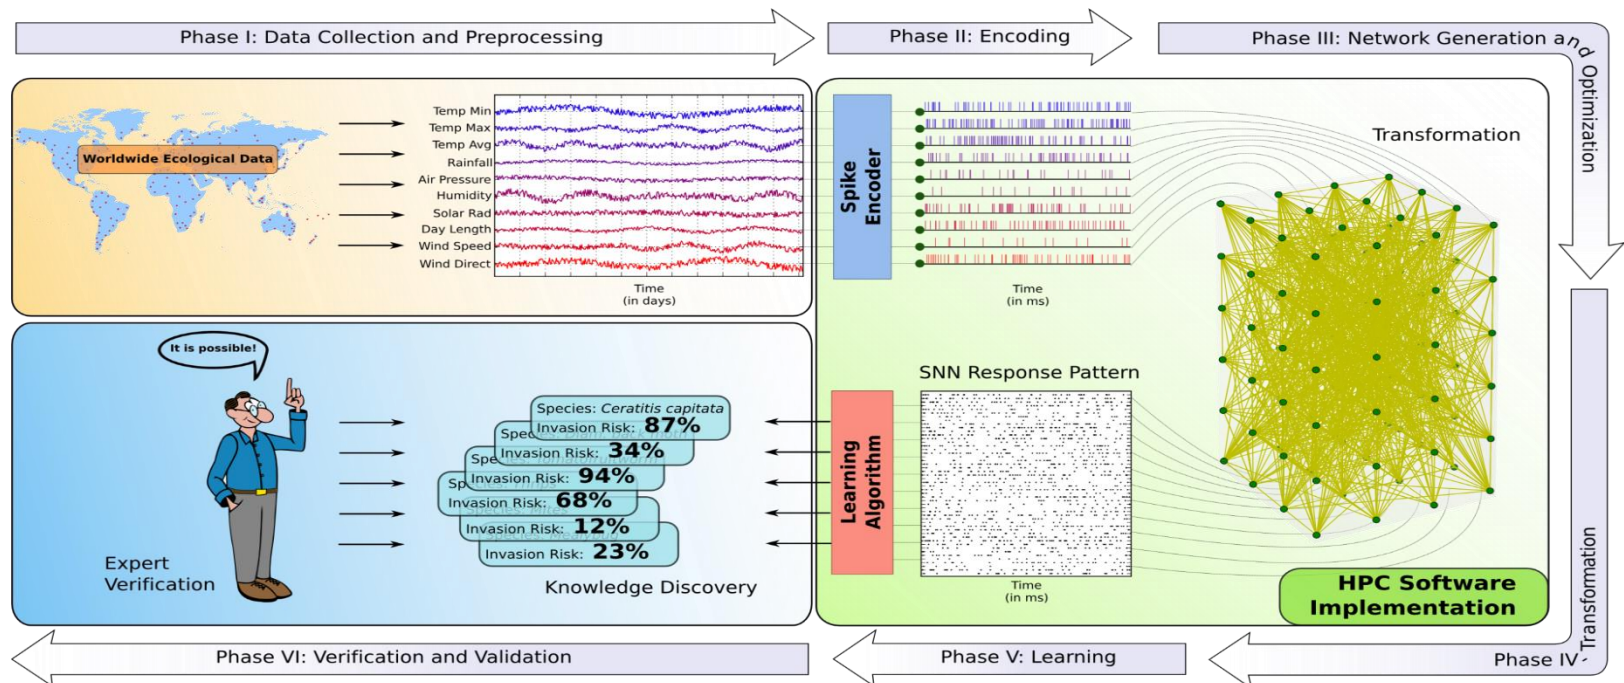 Phase I: Data Collection and Preprocessing
Phase II: Encoding
Phase III: Network Generation and Optimization
Worldwide Ecological Data
Temp Min
Temp Max
Temp Avg
Rainfall
Air Pressure
Humidity
Solar Rad
Day Length
Wind Speed
Wind Direct
Time
(in days)
Spike
Encoder
Time
(in ms)
Transformation
It is possible!
Expert
Verification
Species: Ceratitis capitata
Invasion Risk: 87%
Invasion Risk: 34%
Invasion Risk: 94%
Invasion Risk: 68%
Species: Mites
Invasion Risk: 12%
Invasion Risk: 23%
Knowledge Discovery
Learning
Algorithm
SNN Response Pattern
Time
(in ms)
HPC Software
Implementation
Phase IV: Transformation
Phase V: Learning
Phase VI: Verification and Validation